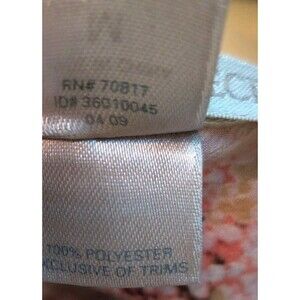 M
RN# 70817
ID# 36010045
04 09
100% POLYESTER
EXCLUSIVE OF TRIMS